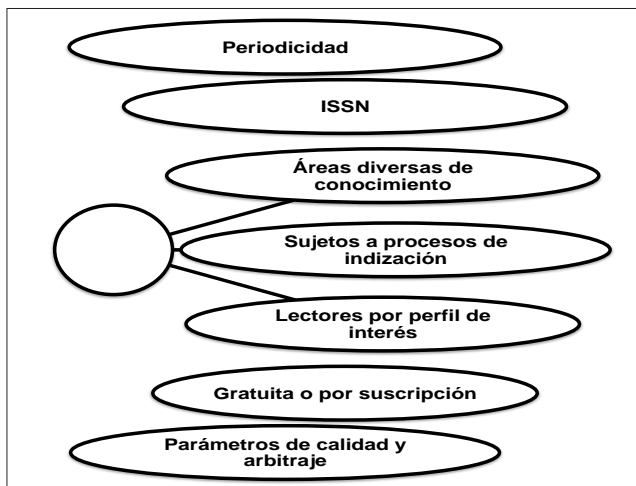 Periodicidad
ISSN
Áreas diversas de
conocimiento
Sujetos a procesos de
indización
Lectores por perfil de
interés
Gratuita o por suscripción
Parámetros de calidad y
arbitraje